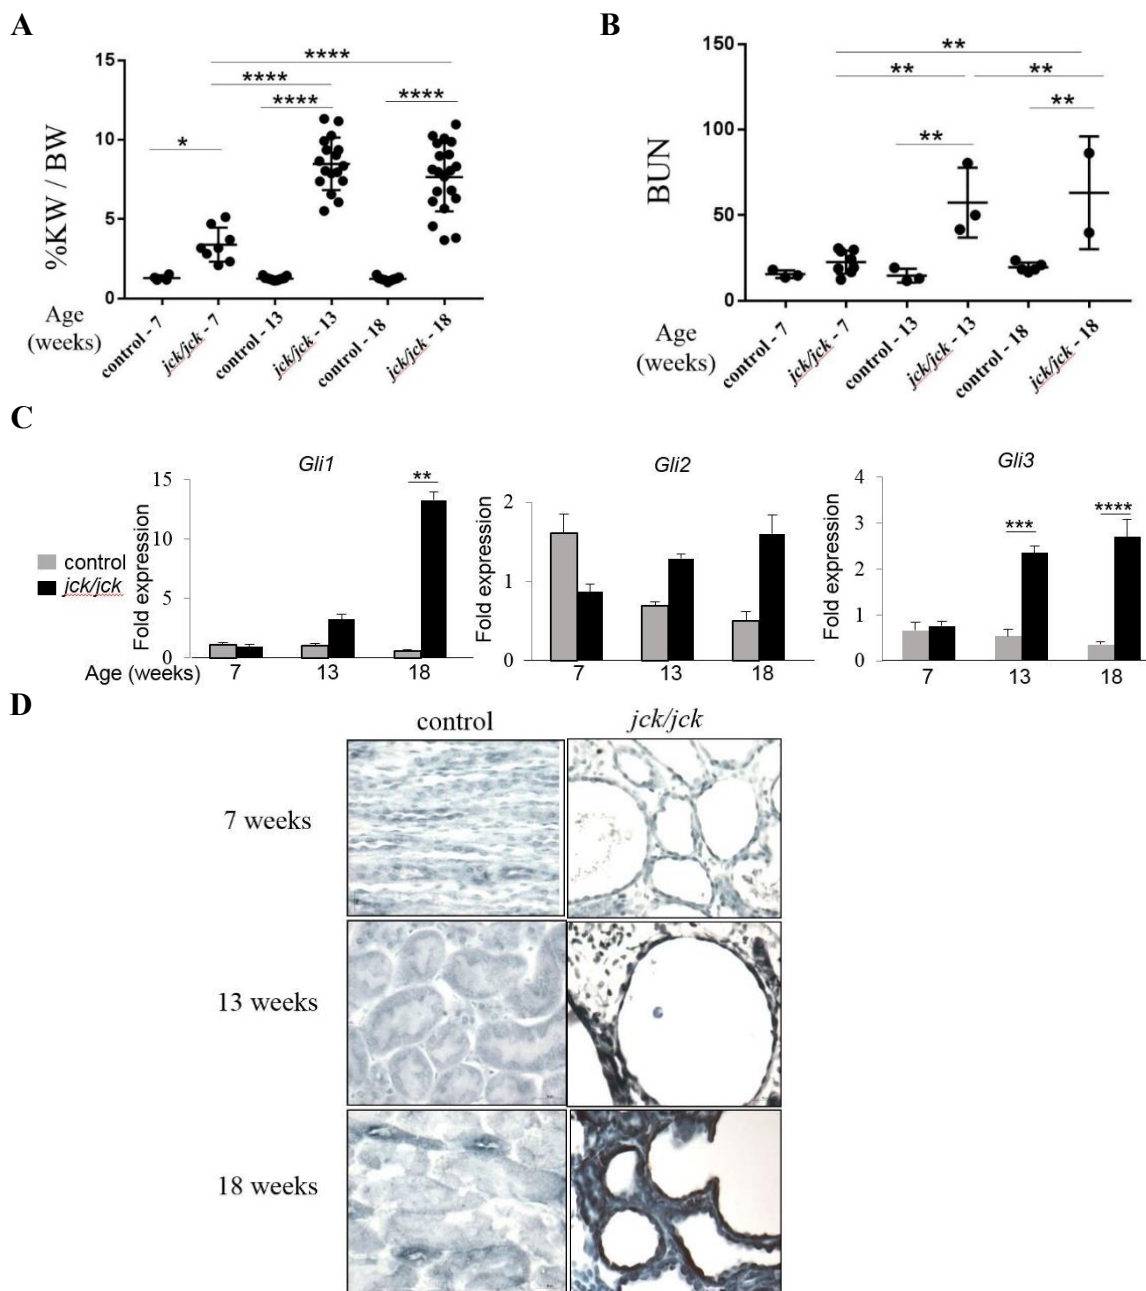 A
B
15
10
5
0
%KW / BW
*
****
****
****
****
Age
(weeks)
control - 7
jck/jck - 7
control - 13
jck/jck - 13
control - 18
jck/jck - 18
150
100
50
0
BUN
**
**
**
**
**
Age
(weeks)
control - 7
jck/jck - 7
control - 13
jck/jck - 13
control - 18
jck/jck - 18
C
control
jck/jck
Gli1
Fold expression
15
10
5
0
**
Age (weeks)
7
13
18
Gli2
Fold expression
2
1
0
7
13
18
Gli3
Fold expression
4
3
2
1
0
***
****
7
13
18
D
control
jck/jck
7 weeks
13 weeks
18 weeks